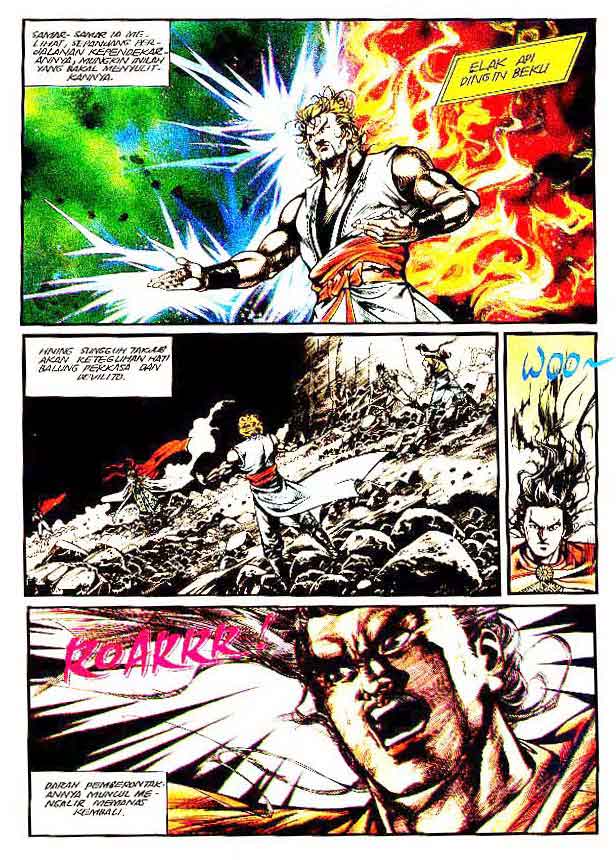 SAMAR-SAMAR IA ME-
LIHAT, SEPANJANG PER-
JALANAN KEPENDEKAR-
ANNYA, MUNGKIN INILAH
YANG BAKAL MENYULIT-
KANNYA.
ELAK API
DINGIN BEKU
HNING SUNGGUH TAKJUB
AKAN KETEGUHAN HATI
BALUNG PERKASA DAN
DEVILITO.
WOO~
ROARRR!
DARAH PEMBERONTAK-
ANNYA MUNCUL ME-
NGALIR MEMANAS
KEMBALI.